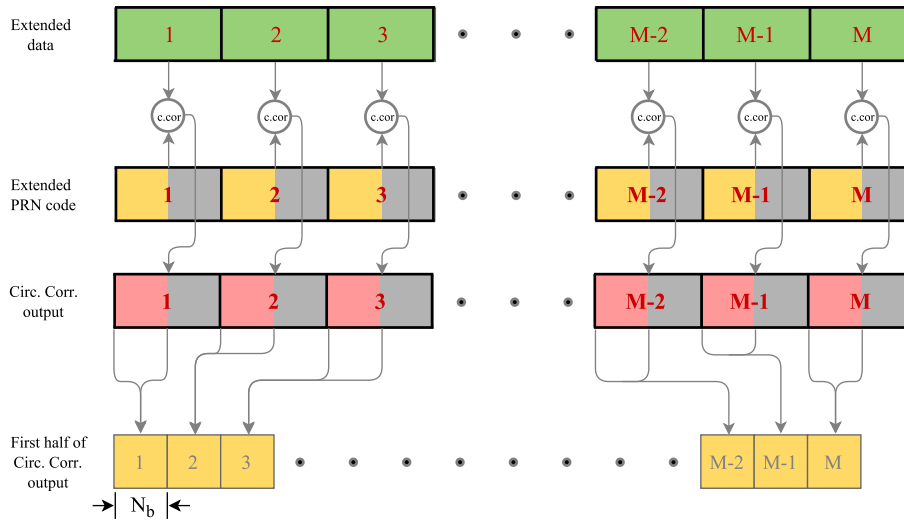 Extended
data
1 2 3 M-2 M-1 M
c.cor c.cor c.cor c.cor c.cor c.cor
Extended
PRN code
1 2 3 M-2 M-1 M
Circ. Corr.
output
1 2 3 M-2 M-1 M
First half of
Circ. Corr.
output
1 2 3 M-2 M-1 M
N_b